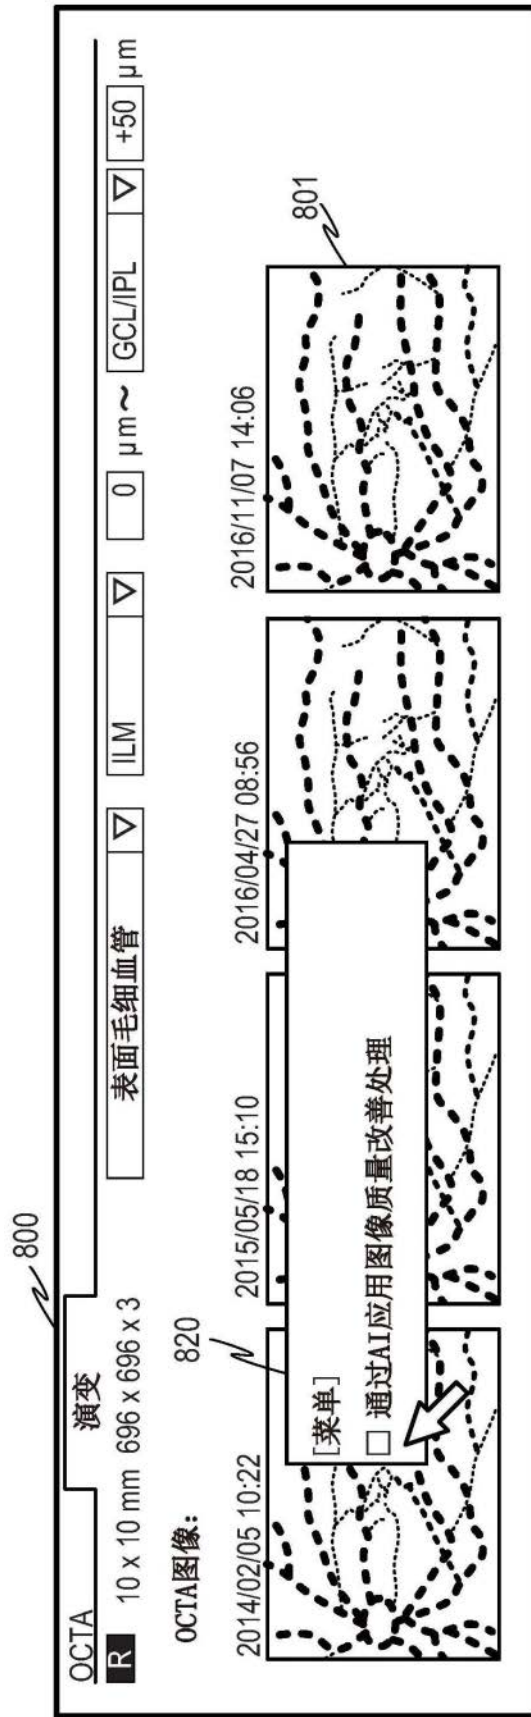 800
OCTA 演变
R 10 x 10 mm 696 x 696 x 3 表面毛细血管 ▽ ILM ▽ 0 μm～ GCL/IPL ▽ +50 μm
OCTA图像:
820
801
2014/02/05 10:22 2015/05/18 15:10 2016/04/27 08:56 2016/11/07 14:06
[菜单]
□ 通过AI应用图像质量改善处理